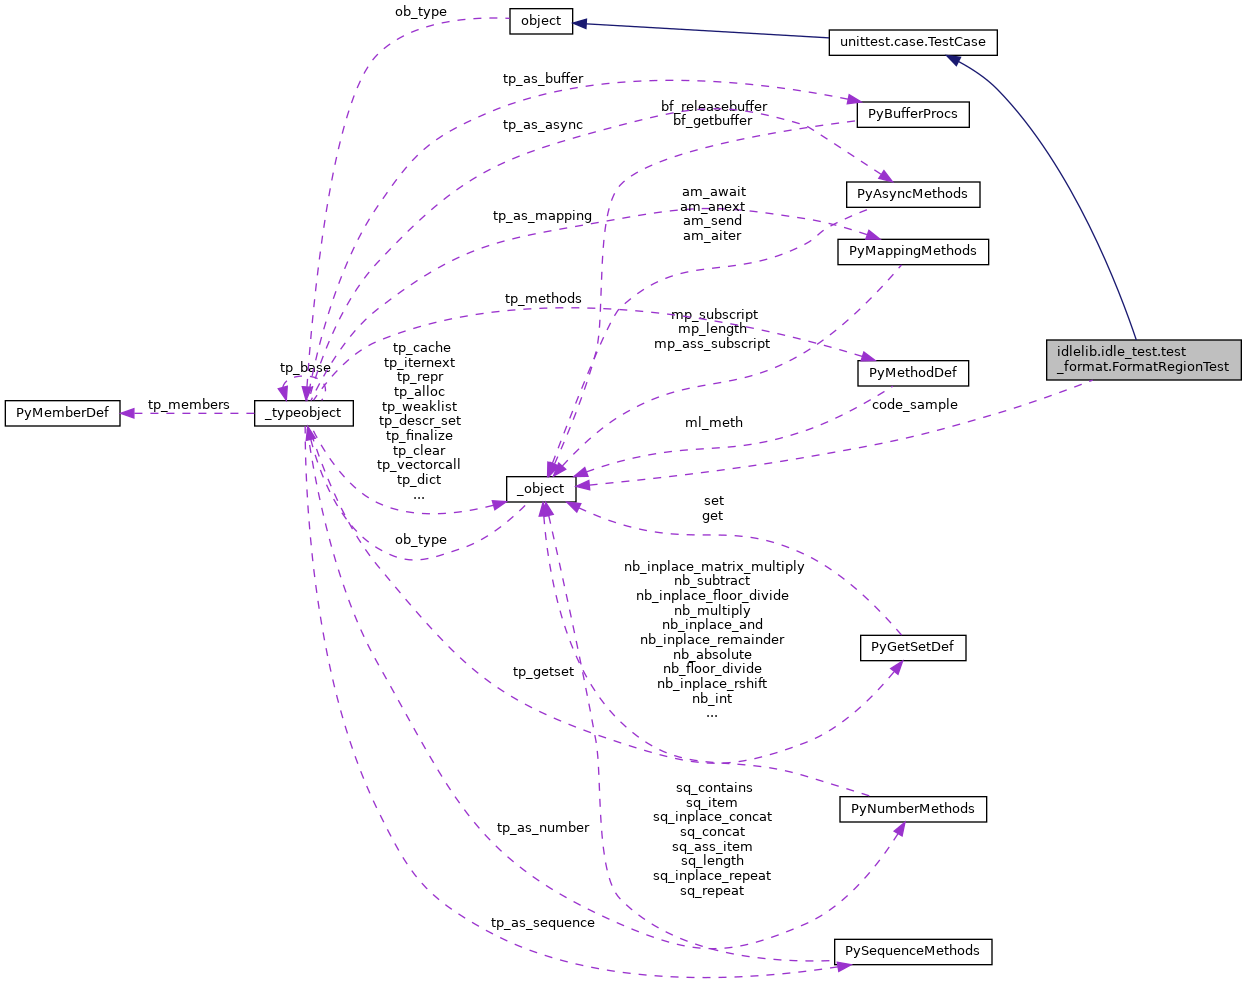 ob_type
object
unittest.case.TestCase
tp_as_buffer
bf_releasebuffer
bf_getbuffer
PyBufferProcs
tp_as_async
am_await
am_anext
am_send
am_aiter
PyAsyncMethods
tp_as_mapping
PyMappingMethods
tp_methods
mp_subscript
mp_length
mp_ass_subscript
idlelib.idle_test.test
_format.FormatRegionTest
tp_base
PyMethodDef
tp_cache
tp_iternext
tp_repr
tp_alloc
tp_weaklist
tp_descr_set
tp_finalize
tp_clear
tp_vectorcall
tp_dict
...
PyMemberDef
tp_members
_typeobject
code_sample
ml_meth
_object
set
get
ob_type
nb_inplace_matrix_multiply
nb_subtract
nb_inplace_floor_divide
nb_multiply
nb_inplace_and
nb_inplace_remainder
nb_absolute
nb_floor_divide
nb_inplace_rshift
nb_int
...
PyGetSetDef
tp_getset
sq_contains
sq_item
sq_inplace_concat
sq_concat
sq_ass_item
sq_length
sq_inplace_repeat
sq_repeat
PyNumberMethods
tp_as_number
tp_as_sequence
PySequenceMethods